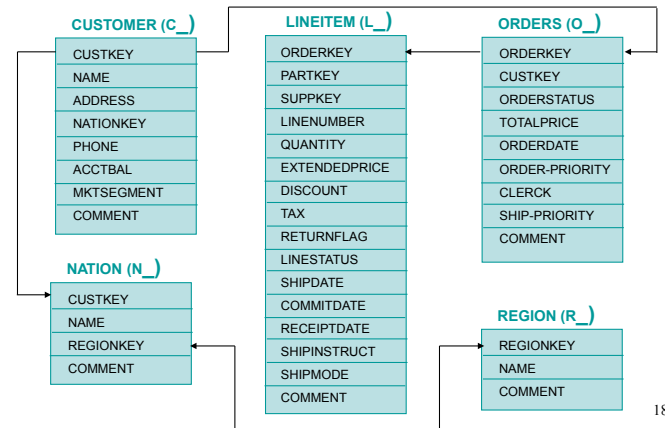 CUSTOMER (C_)
CUSTKEY
NAME
ADDRESS
NATIONKEY
PHONE
ACCTBAL
MKTSEGMENT
COMMENT
NATION (N_)
CUSTKEY
NAME
REGIONKEY
COMMENT
LINEITEM (L_)
ORDERKEY
PARTKEY
SUPPKEY
LINENUMBER
QUANTITY
EXTENDEDPRICE
DISCOUNT
TAX
RETURNFLAG
LINESTATUS
SHIPDATE
COMMITDATE
RECEIPTDATE
SHIPINSTRUCT
SHIPMODE
COMMENT
ORDERS (O_)
ORDERKEY
CUSTKEY
ORDERSTATUS
TOTALPRICE
ORDERDATE
ORDER-PRIORITY
CLERCK
SHIP-PRIORITY
COMMENT
REGION (R_)
REGIONKEY
NAME
COMMENT
18